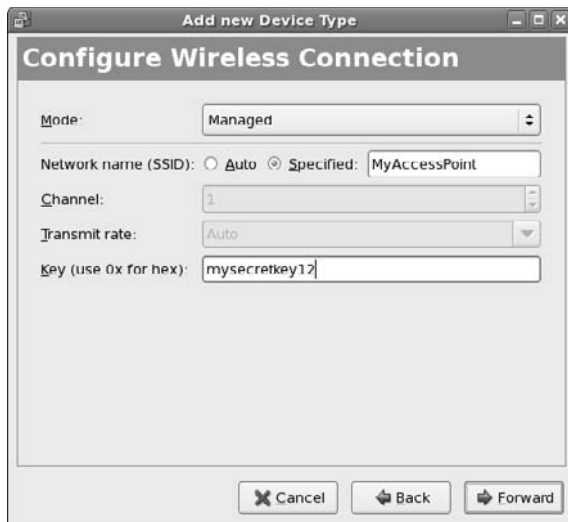 Add new Device Type
Configure Wireless Connection
Mode: Managed
Network name (SSID): Auto Specified: MyAccessPoint
Channel: 1
Transmit rate: Auto
Key (use 0x for hex): mysecretkey12
Cancel Back Forward